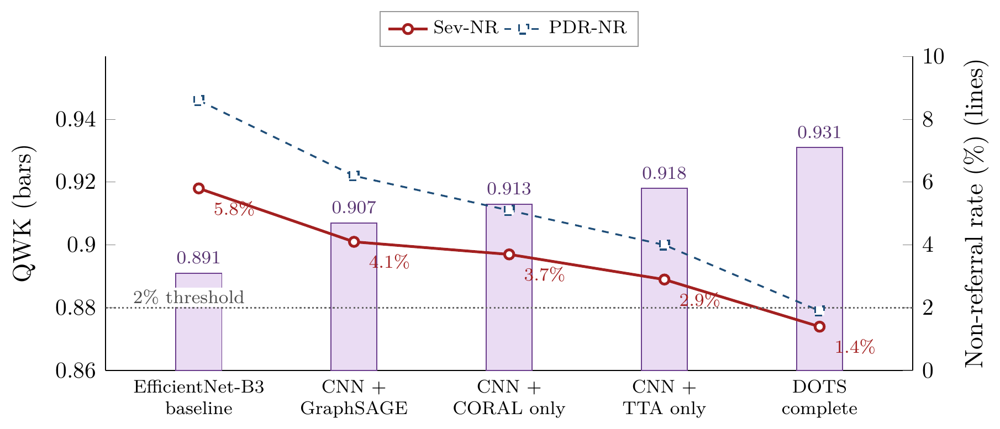 Sev-NR PDR-NR
QWK (bars)
0.94
0.92
0.9
0.88
0.86
10
8
6
4
2
0
Non-referral rate (%) (lines)
0.891
0.907
0.913
0.918
0.931
5.8%
4.1%
3.7%
2.9%
1.4%
2% threshold
EfficientNet-B3
baseline
CNN +
GraphSAGE
CNN +
CORAL only
CNN +
TTA only
DOTS
complete